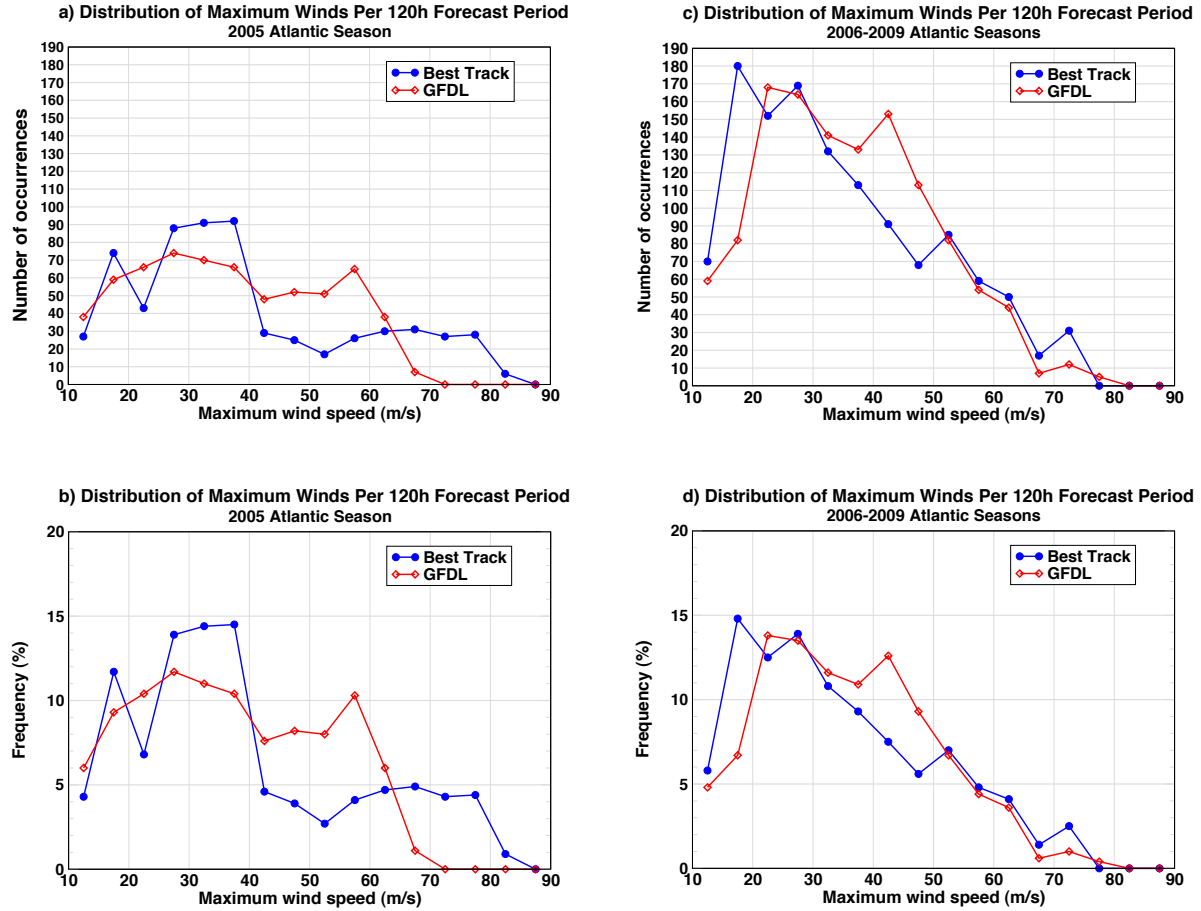 a) Distribution of Maximum Winds Per 120h Forecast Period
2005 Atlantic Season
190
180
170
160
150
140
130
120
110
100
90
80
70
60
50
40
30
20
10
0
Number of occurrences
Best Track
GFDL
10 20 30 40 50 60 70 80 90
Maximum wind speed (m/s)
c) Distribution of Maximum Winds Per 120h Forecast Period
2006-2009 Atlantic Seasons
190
180
170
160
150
140
130
120
110
100
90
80
70
60
50
40
30
20
10
0
Number of occurrences
Best Track
GFDL
10 20 30 40 50 60 70 80 90
Maximum wind speed (m/s)
b) Distribution of Maximum Winds Per 120h Forecast Period
2005 Atlantic Season
20
15
10
5
0
Frequency (%)
Best Track
GFDL
10 20 30 40 50 60 70 80 90
Maximum wind speed (m/s)
d) Distribution of Maximum Winds Per 120h Forecast Period
2006-2009 Atlantic Seasons
20
15
10
5
0
Frequency (%)
Best Track
GFDL
10 20 30 40 50 60 70 80 90
Maximum wind speed (m/s)